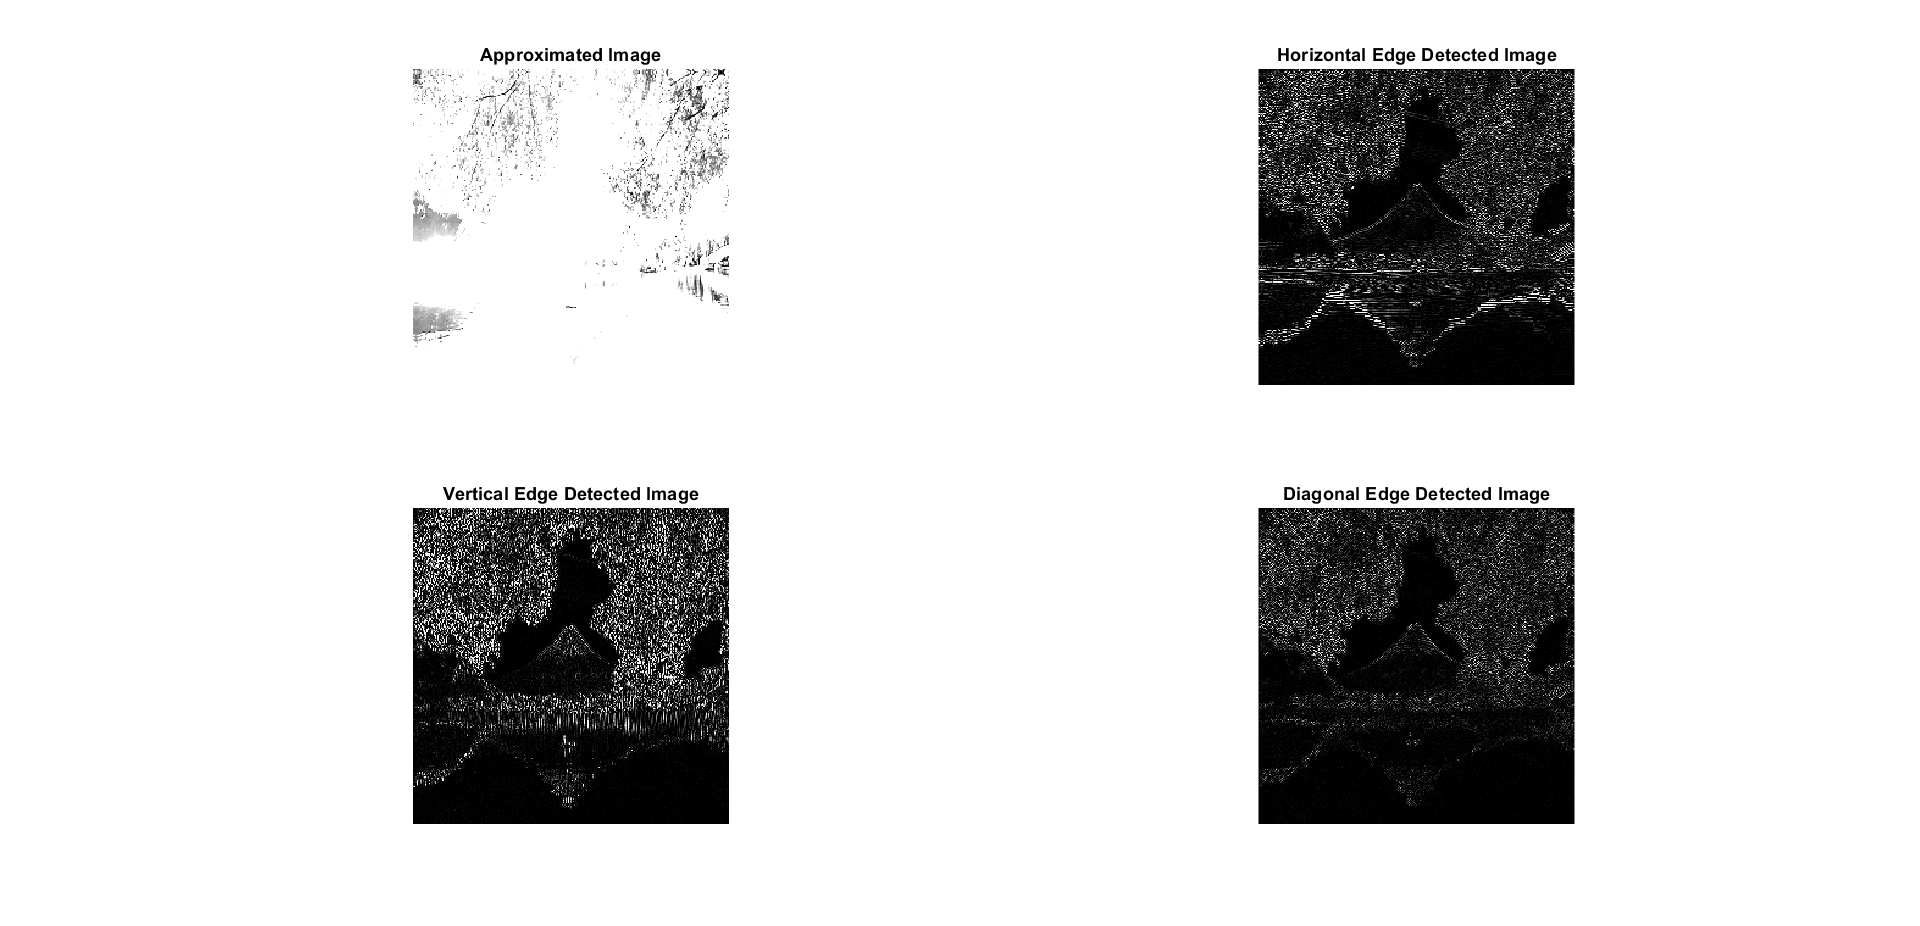 Approximated Image
Horizontal Edge Detected Image
Vertical Edge Detected Image
Diagonal Edge Detected Image